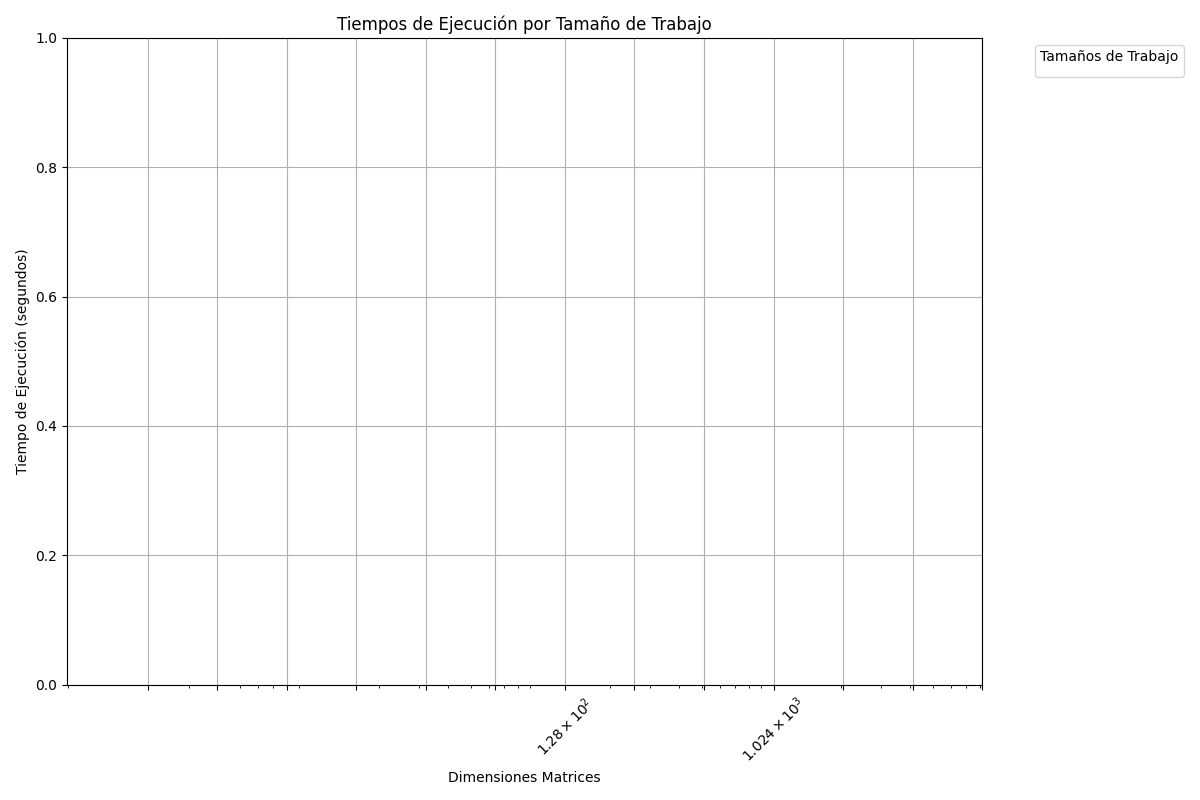 Tiempos de Ejecución por Tamaño de Trabajo
Tamaños de Trabajo
1.0
0.8
0.6
0.4
0.2
0.0
Tiempo de Ejecución (segundos)
1.28 × 10²
1.024 × 10³
Dimensiones Matrices